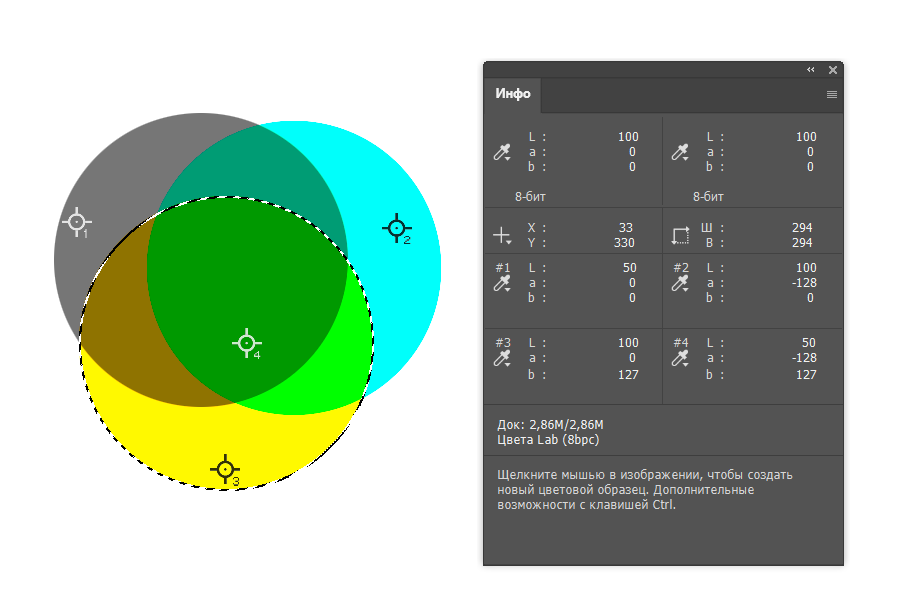 Инфо
L : 100 L : 100
a : 0 a : 0
b : 0 b : 0
8-бит 8-бит
X : 33 Ш : 294
Y : 330 В : 294
#1 L : 50 #2 L : 100
a : 0 a : -128
b : 0 b : 0
#3 L : 100 #4 L : 50
a : 0 a : -128
b : 127 b : 127
Док: 2,86M/2,86M
Цвета Lab (8bpc)
Щелкните мышью в изображении, чтобы создать
новый цветовой образец. Дополнительные
возможности с клавишей Ctrl.
1
2
4
3